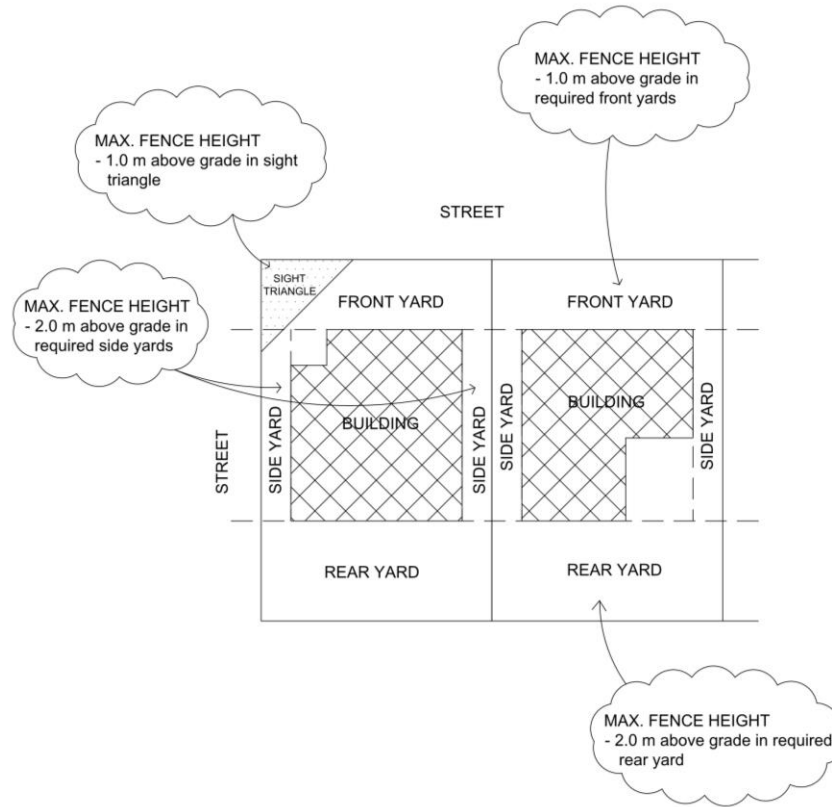 MAX. FENCE HEIGHT
- 1.0 m above grade in
required front yards
MAX. FENCE HEIGHT
- 1.0 m above grade in sight
triangle
STREET
SIGHT
TRIANGLE
FRONT YARD
FRONT YARD
MAX. FENCE HEIGHT
- 2.0 m above grade in
required side yards
STREET
SIDE YARD
BUILDING
SIDE YARD
SIDE YARD
BUILDING
SIDE YARD
REAR YARD
REAR YARD
MAX. FENCE HEIGHT
- 2.0 m above grade in required
rear yard